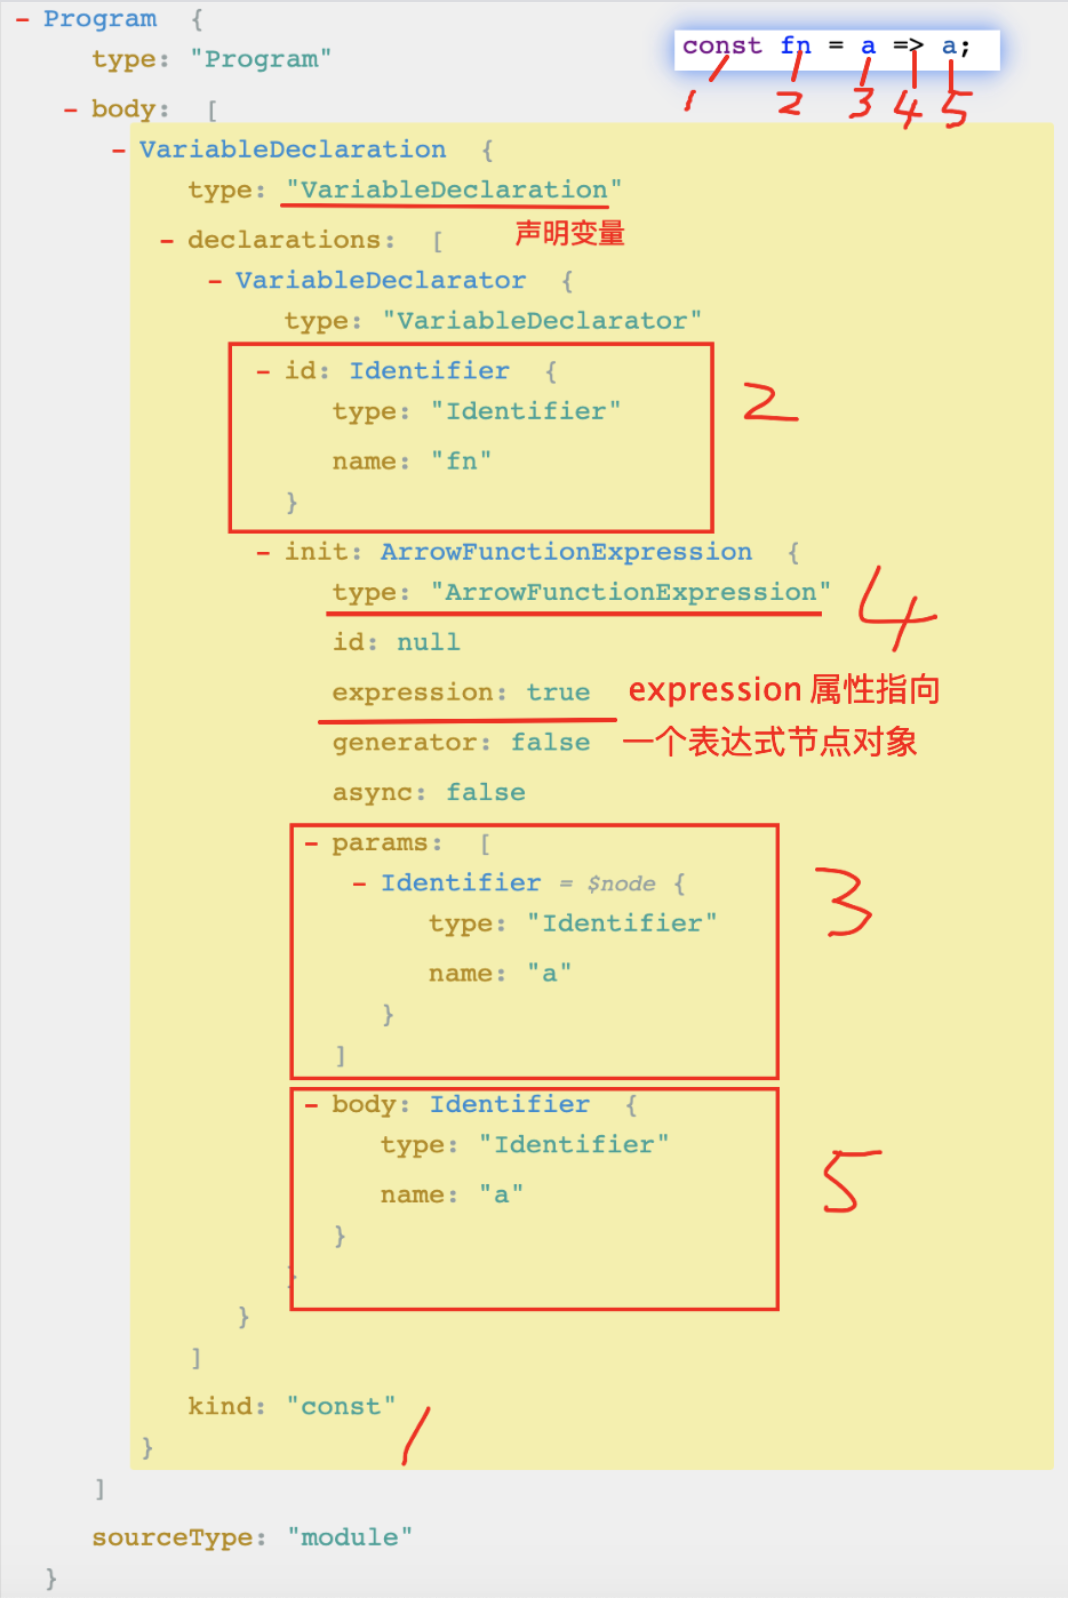 - Program {
const fn = a => a;
type: "Program"
1 2 3 4 5
- body: [
- VariableDeclaration {
type: "VariableDeclaration"
声明变量
- declarations: [
- VariableDeclarator {
type: "VariableDeclarator"
- id: Identifier {
2
type: "Identifier"
name: "fn"
}
- init: ArrowFunctionExpression {
type: "ArrowFunctionExpression"
4
id: null
expression: true
expression 属性指向
generator: false
一个表达式节点对象
async: false
- params: [
- Identifier = $node {
3
type: "Identifier"
name: "a"
}
]
- body: Identifier {
type: "Identifier"
5
name: "a"
}
}
}
]
kind: "const"
1
}
]
sourceType: "module"
}